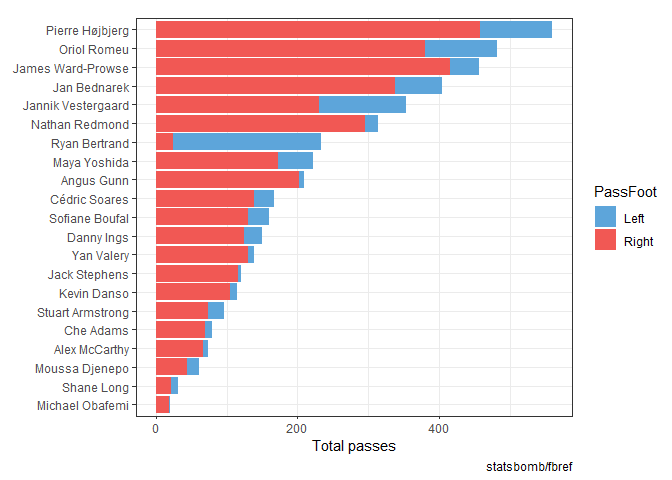 Pierre Højbjerg
Oriol Romeu
James Ward-Prowse
Jan Bednarek
Jannik Vestergaard
Nathan Redmond
Ryan Bertrand
Maya Yoshida
Angus Gunn
Cédric Soares
Sofiane Boufal
Danny Ings
Yan Valery
Jack Stephens
Kevin Danso
Stuart Armstrong
Che Adams
Alex McCarthy
Moussa Djenepo
Shane Long
Michael Obafemi
0 200 400
Total passes
PassFoot
Left
Right
statsbomb/fbref